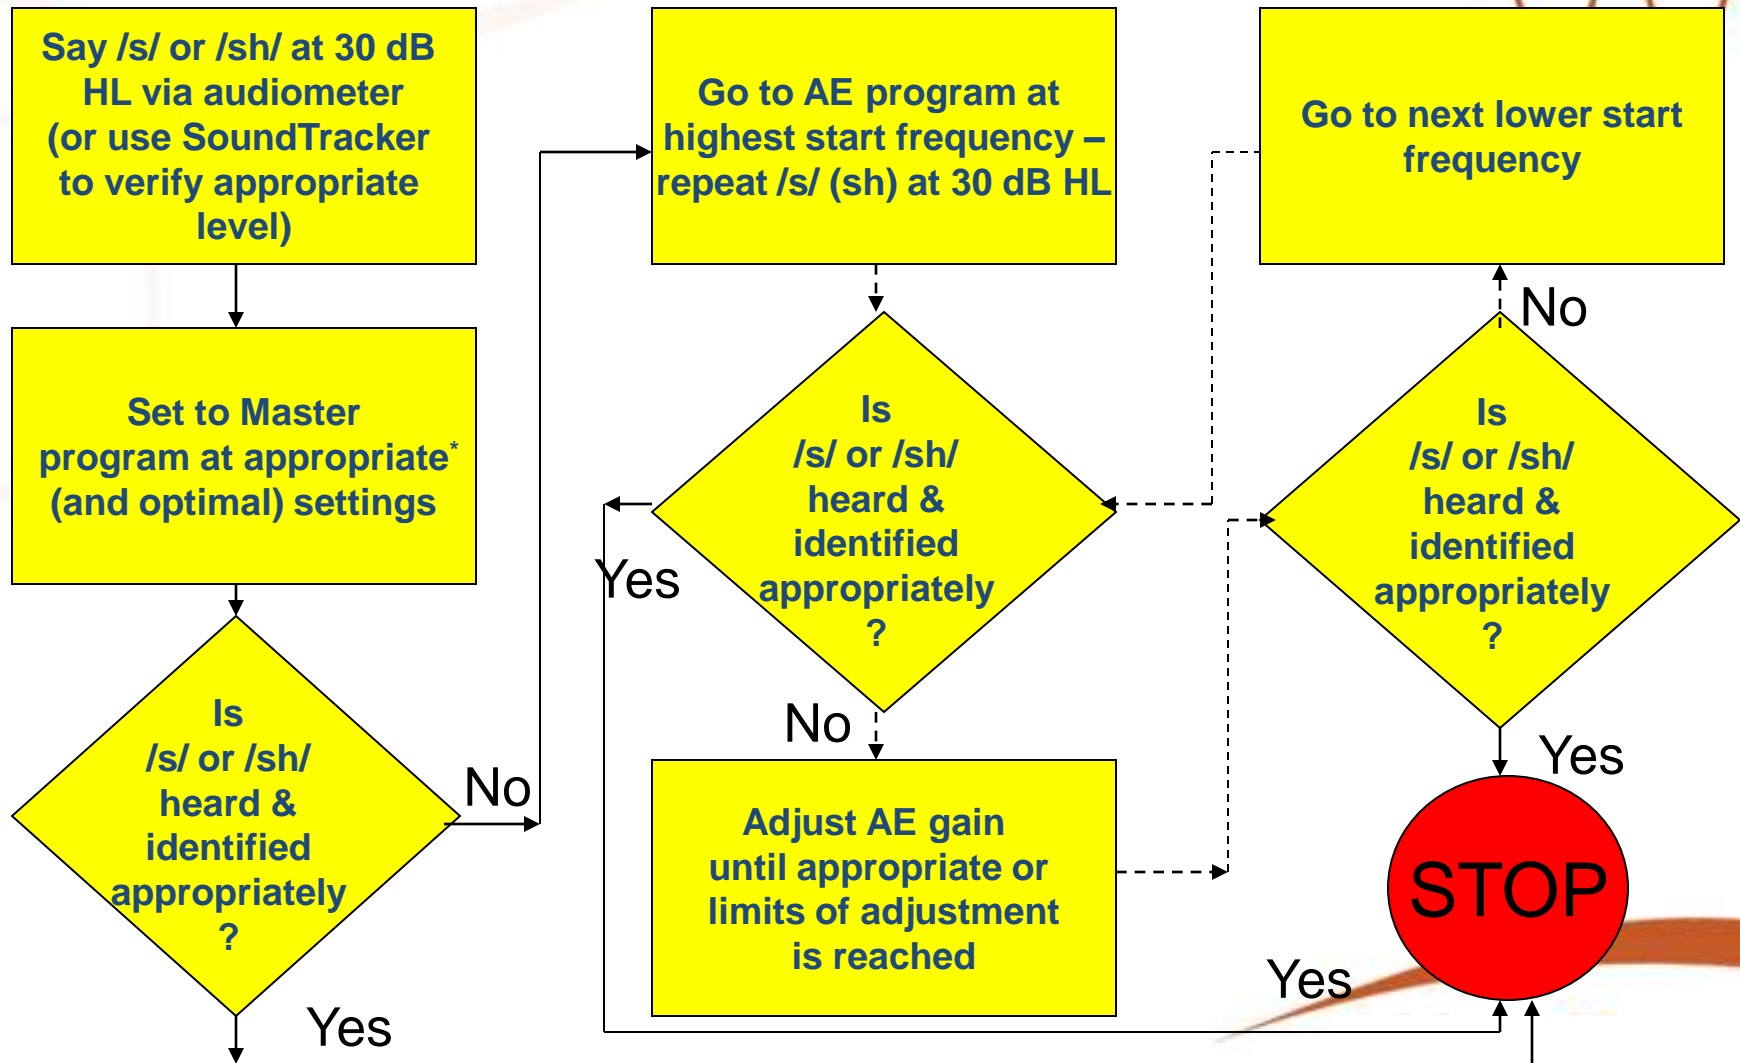 Say /s/ or /sh/ at 30 dB
HL via audiometer
(or use SoundTracker
to verify appropriate
level)
Set to Master
program at appropriate*
(and optimal) settings
Is
/s/ or /sh/
heard &
identified
appropriately
?
No
Yes
Go to AE program at
highest start frequency –
repeat /s/ (sh) at 30 dB HL
Is
/s/ or /sh/
heard &
identified
appropriately
?
Yes
No
Adjust AE gain
until appropriate or
limits of adjustment
is reached
Go to next lower start
frequency
No
Is
/s/ or /sh/
heard &
identified
appropriately
?
Yes
STOP
Yes